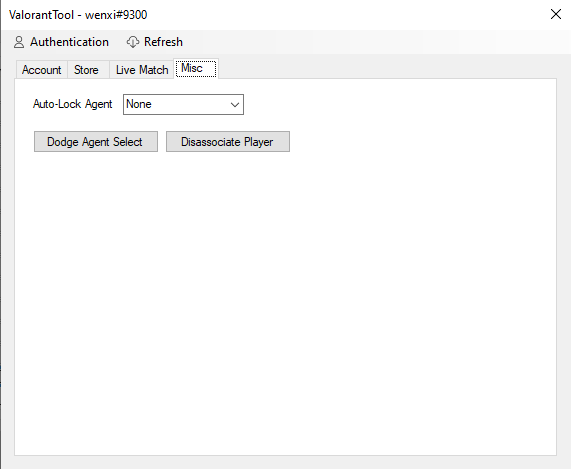 ValorantTool - wenxi#9300
Authentication Refresh
Account Store Live Match Misc
Auto-Lock Agent None
Dodge Agent Select Disassociate Player